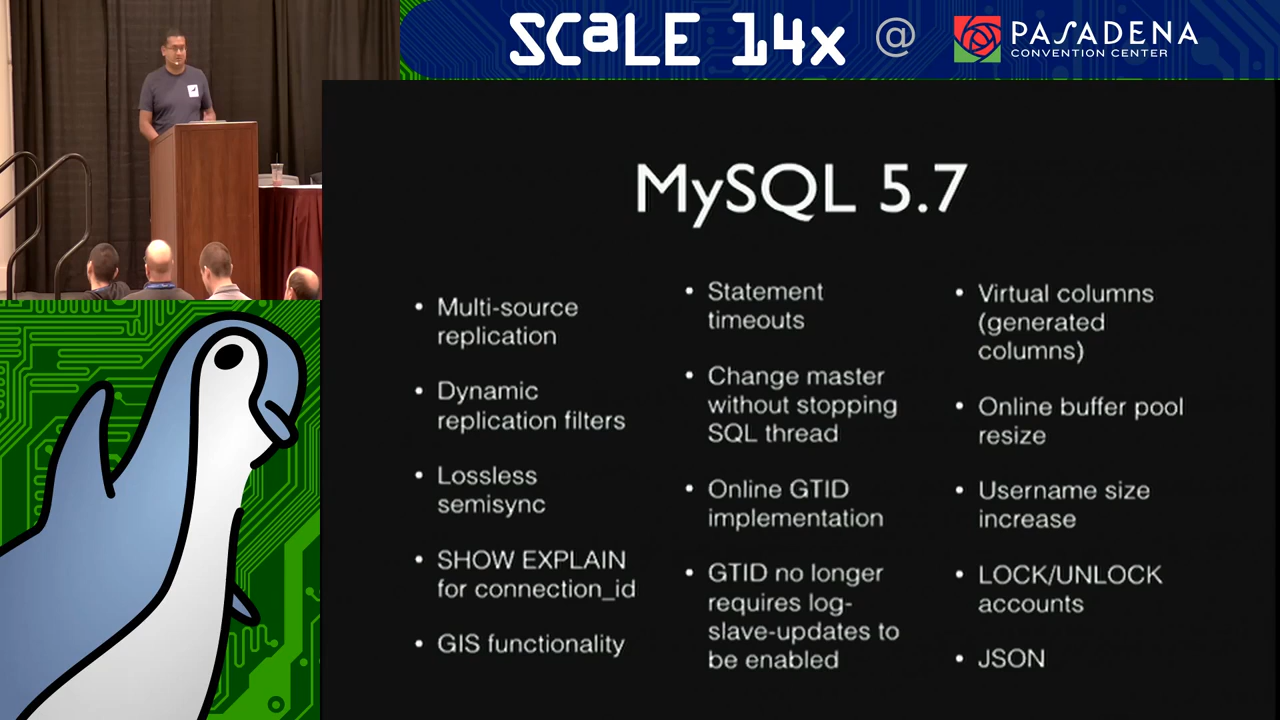 SCaLE 14x @ PASADENA
CONVENTION CENTER
MySQL 5.7
• Multi-source
replication
• Dynamic
replication filters
• Lossless
semisync
• SHOW EXPLAIN
for connection_id
• GIS functionality
• Statement
timeouts
• Change master
without stopping
SQL thread
• Online GTID
implementation
• GTID no longer
requires log-
slave-updates to
be enabled
• Virtual columns
(generated
columns)
• Online buffer pool
resize
• Username size
increase
• LOCK/UNLOCK
accounts
• JSON